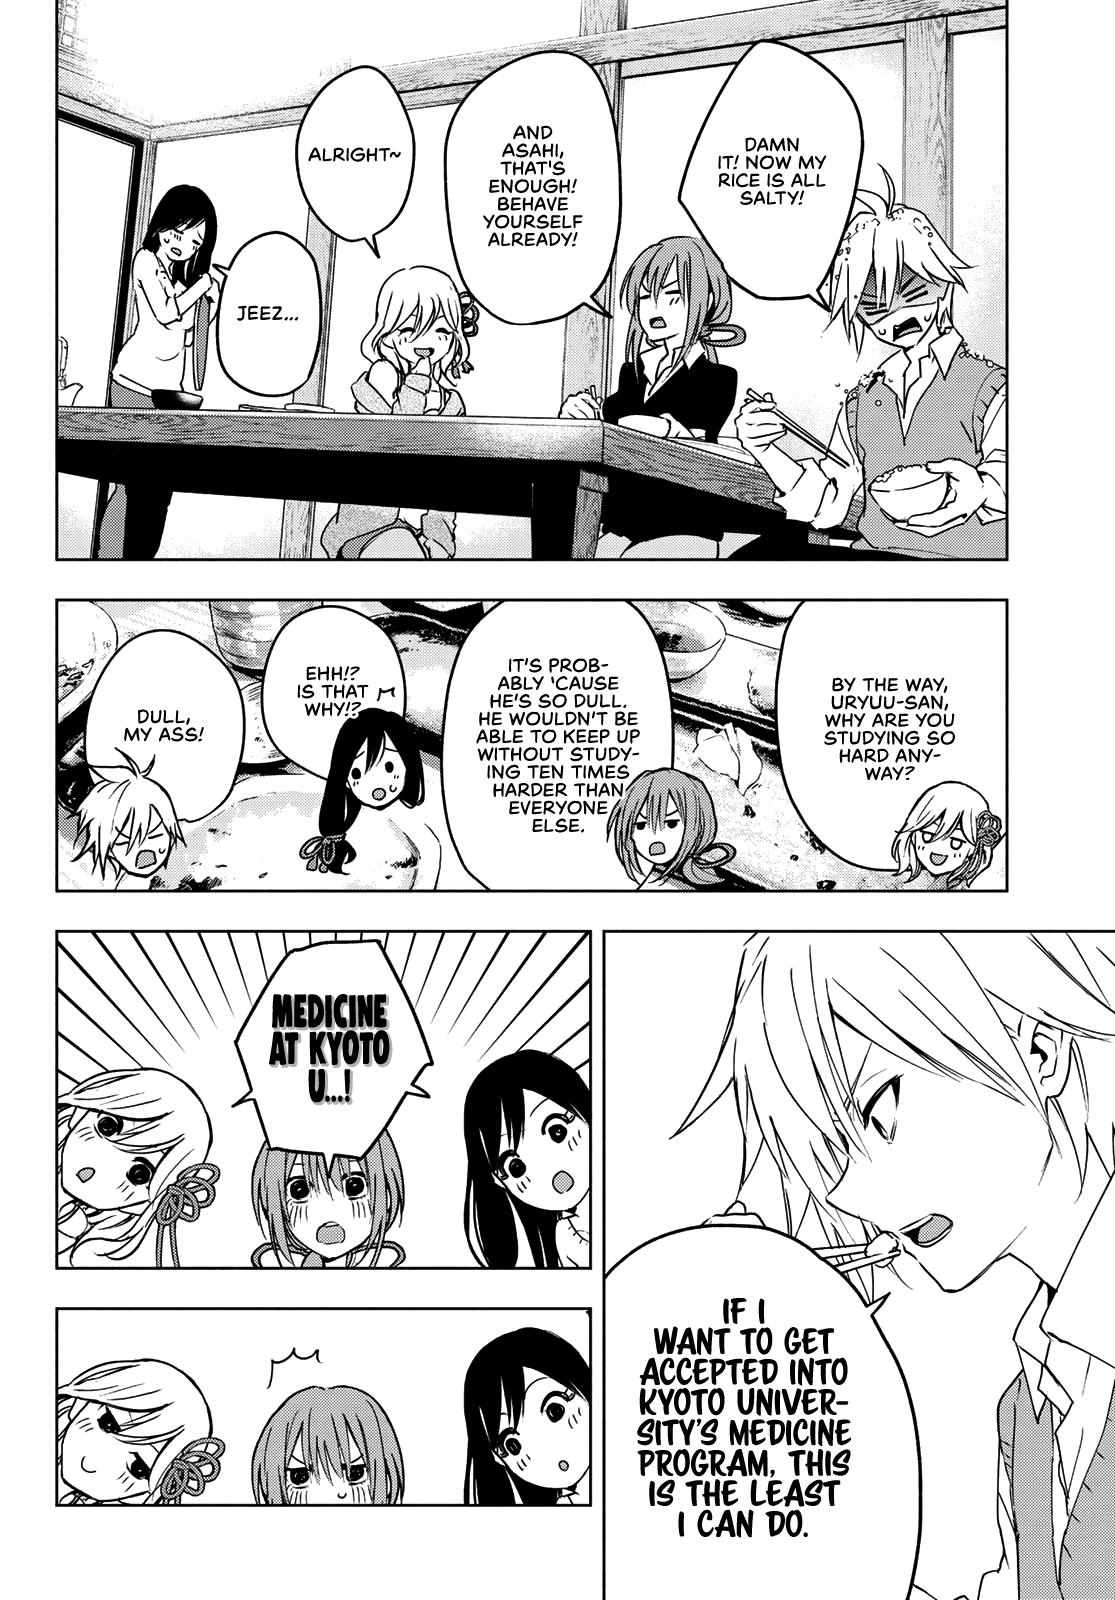 DAMN
IT! NOW MY
RICE IS ALL
SALTY!
AND
ASAHI,
THAT'S
ENOUGH!
BEHAVE
YOURSELF
ALREADY!
ALRIGHT~
JEEZ...
BY THE WAY,
URYUU-SAN,
WHY ARE YOU
STUDYING SO
HARD ANY-
WAY?
IT'S PROB-
ABLY 'CAUSE
HE'S SO DULL.
HE WOULDN'T BE
ABLE TO KEEP UP
WITHOUT STUDY-
ING TEN TIMES
HARDER THAN
EVERYONE
ELSE.
EHH!?
IS THAT
WHY!?
DULL,
MY ASS!
IF I
WANT TO GET
ACCEPTED INTO
KYOTO UNIVER-
SITY'S MEDICINE
PROGRAM, THIS
IS THE LEAST
I CAN DO.
MEDICINE
AT KYOTO
U...!